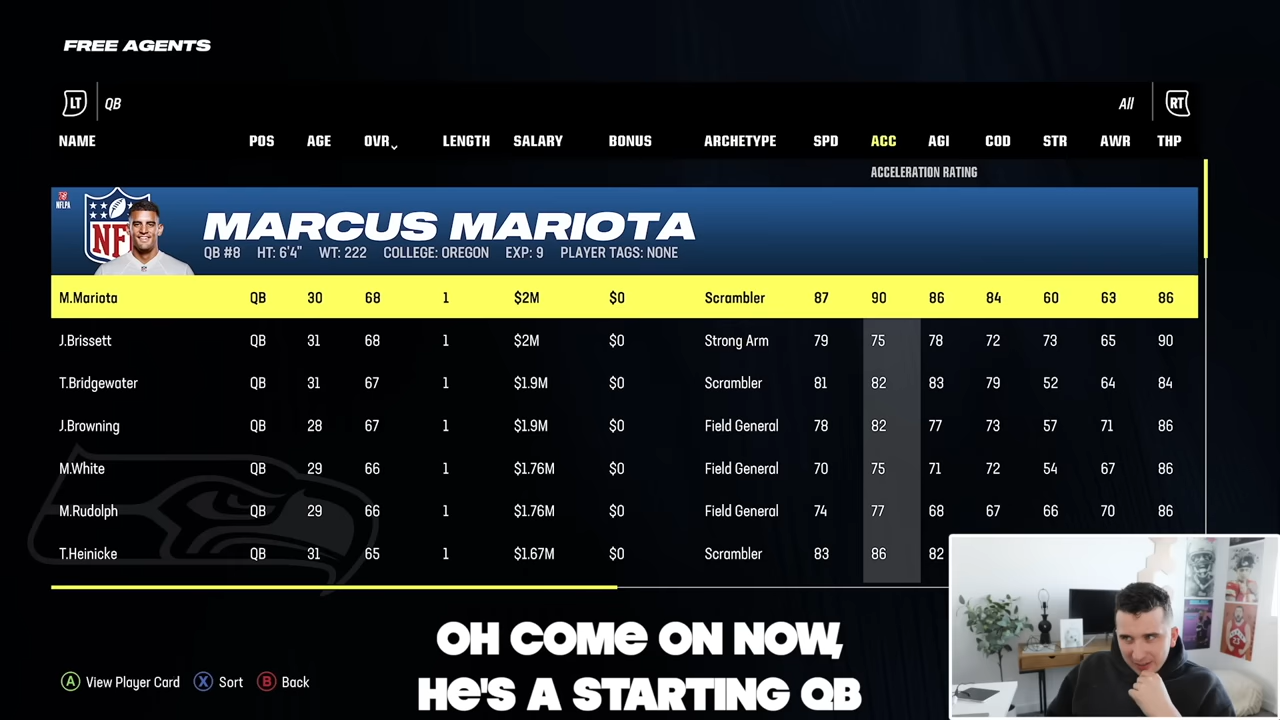 FREE AGENTS
LT QB All RT
NAME POS AGE OVR LENGTH SALARY BONUS ARCHETYPE SPD ACC AGI COD STR AWR THP
ACCELERATION RATING
NFLPA
MARCUS MARIOTA
QB #8 HT: 6'4" WT: 222 COLLEGE: OREGON EXP: 9 PLAYER TAGS: NONE
M.Mariota QB 30 68 1 $2M $0 Scrambler 87 90 86 84 60 63 86
J.Brissett QB 31 68 1 $2M $0 Strong Arm 79 75 78 72 73 65 90
T.Bridgewater QB 31 67 1 $1.9M $0 Scrambler 81 82 83 79 52 64 84
J.Browning QB 28 67 1 $1.9M $0 Field General 78 82 77 73 57 71 86
M.White QB 29 66 1 $1.76M $0 Field General 70 75 71 72 54 67 86
M.Rudolph QB 29 66 1 $1.76M $0 Field General 74 77 68 67 66 70 86
T.Heinicke QB 31 65 1 $1.67M $0 Scrambler 83 86 82
OH COME ON NOW,
HE'S A STARTING QB
A View Player Card X Sort B Back